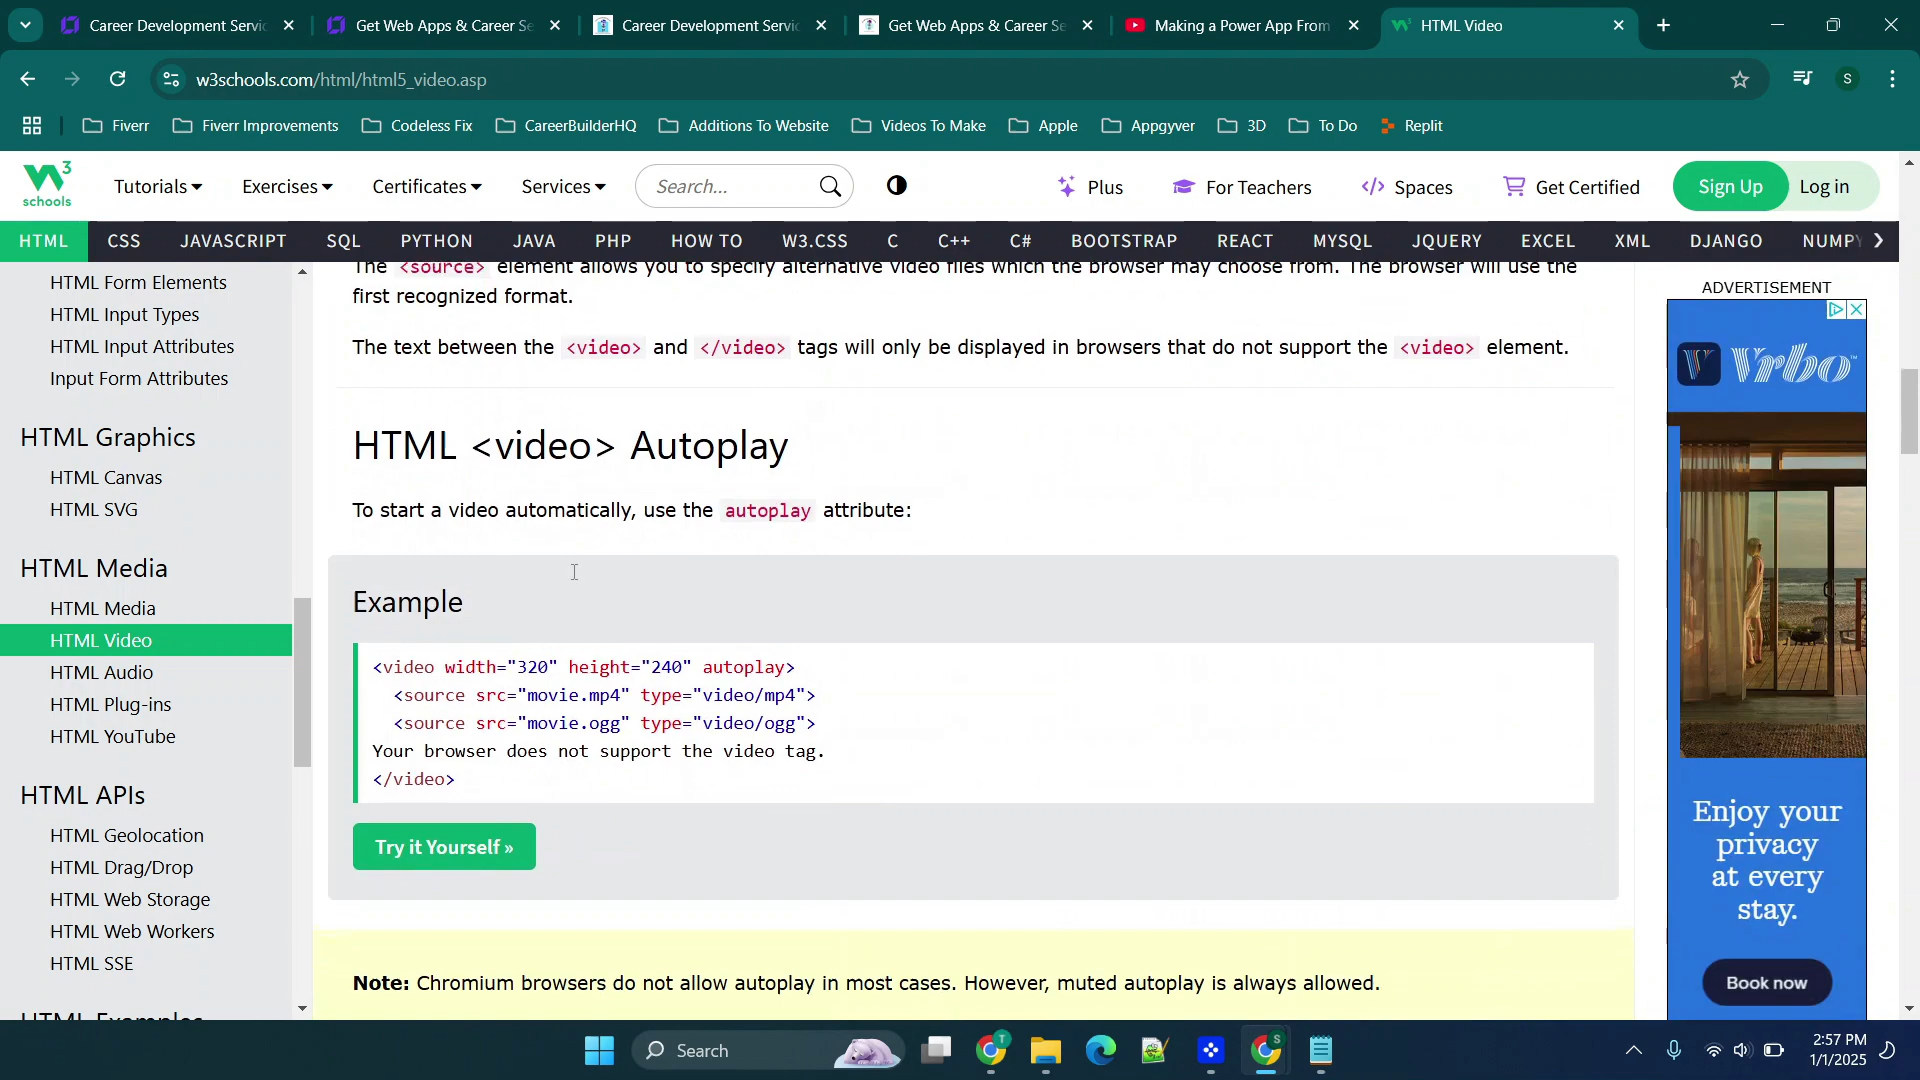 Career Development Servic
Get Web Apps & Career Se
Career Development Servic
Get Web Apps & Career Se
Making a Power App From
HTML Video
w3schools.com/html/html5_video.asp
S
Fiverr
Fiverr Improvements
Codeless Fix
CareerBuilderHQ
Additions To Website
Videos To Make
Apple
Appgyver
3D
To Do
Replit
W3 schools
Tutorials
Exercises
Certificates
Services
Search...
Plus
For Teachers
Spaces
Get Certified
Sign Up
Log in
HTML
CSS
JAVASCRIPT
SQL
PYTHON
JAVA
PHP
HOW TO
W3.CSS
C
C++
C#
BOOTSTRAP
REACT
MYSQL
JQUERY
EXCEL
XML
DJANGO
NUMPY
HTML Form Elements
HTML Input Types
HTML Input Attributes
Input Form Attributes
HTML Graphics
HTML Canvas
HTML SVG
HTML Media
HTML Media
HTML Video
HTML Audio
HTML Plug-ins
HTML YouTube
HTML APIs
HTML Geolocation
HTML Drag/Drop
HTML Web Storage
HTML Web Workers
HTML SSE
HTML Examples
The <source> element allows you to specify alternative video files which the browser may choose from. The browser will use the
first recognized format.
The text between the <video> and </video> tags will only be displayed in browsers that do not support the <video> element.
HTML <video> Autoplay
To start a video automatically, use the autoplay attribute:
Example
<video width="320" height="240" autoplay>
<source src="movie.mp4" type="video/mp4">
<source src="movie.ogg" type="video/ogg">
Your browser does not support the video tag.
</video>
Try it Yourself »
Note: Chromium browsers do not allow autoplay in most cases. However, muted autoplay is always allowed.
ADVERTISEMENT
Vrbo™
Enjoy your
privacy
at every
stay.
Book now
Search
T
S
2:57 PM
1/1/2025